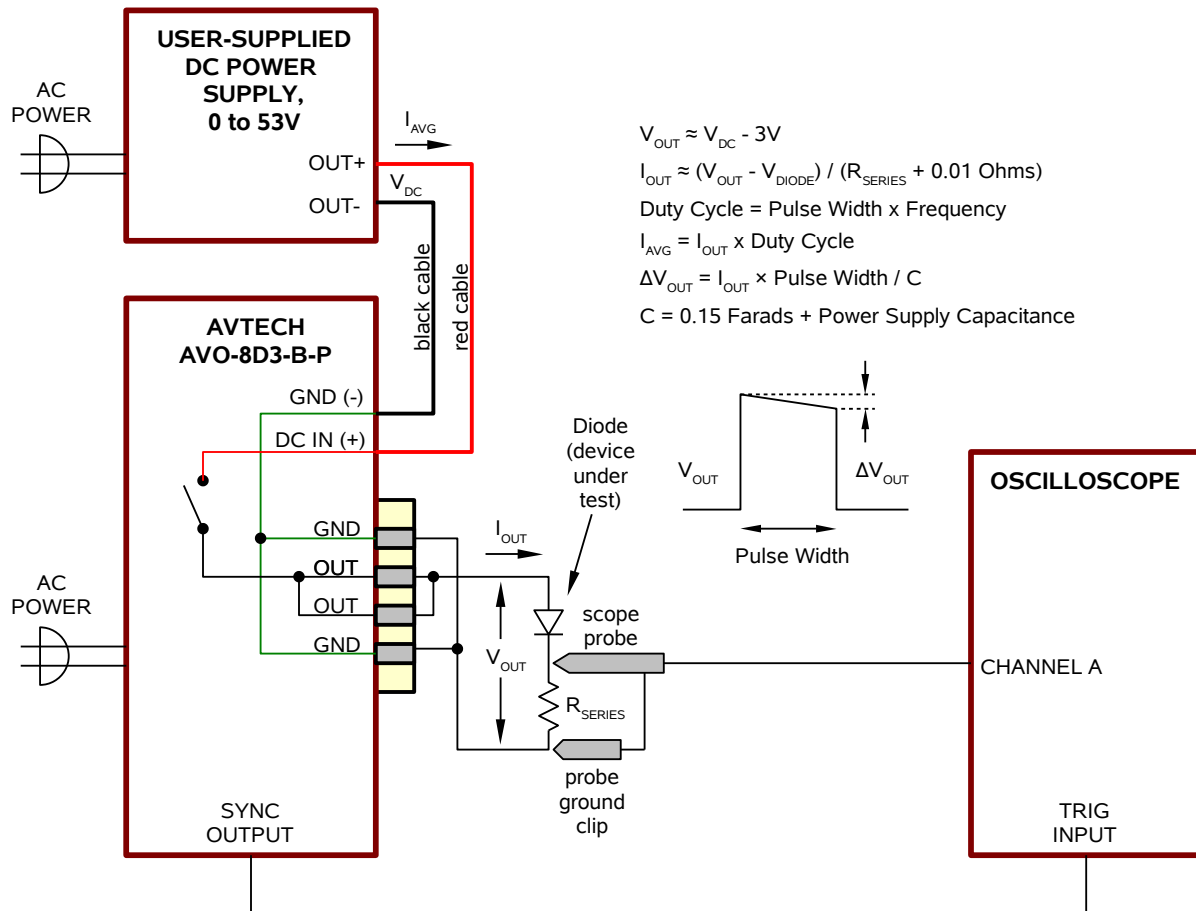 USER-SUPPLIED
DC POWER
SUPPLY,
0 to 53V
AC
POWER
I_AVG
OUT+
V_DC
OUT-
black cable
red cable
V_OUT ≈ V_DC - 3V
I_OUT ≈ (V_OUT - V_DIODE) / (R_SERIES + 0.01 Ohms)
Duty Cycle = Pulse Width x Frequency
I_AVG = I_OUT x Duty Cycle
ΔV_OUT = I_OUT × Pulse Width / C
C = 0.15 Farads + Power Supply Capacitance
AVTECH
AVO-8D3-B-P
GND (-)
DC IN (+)
GND
OUT
OUT
GND
AC
POWER
I_OUT
V_OUT
Diode
(device
under
test)
scope
probe
R_SERIES
probe
ground
clip
V_OUT
ΔV_OUT
Pulse Width
OSCILLOSCOPE
CHANNEL A
SYNC
OUTPUT
TRIG
INPUT